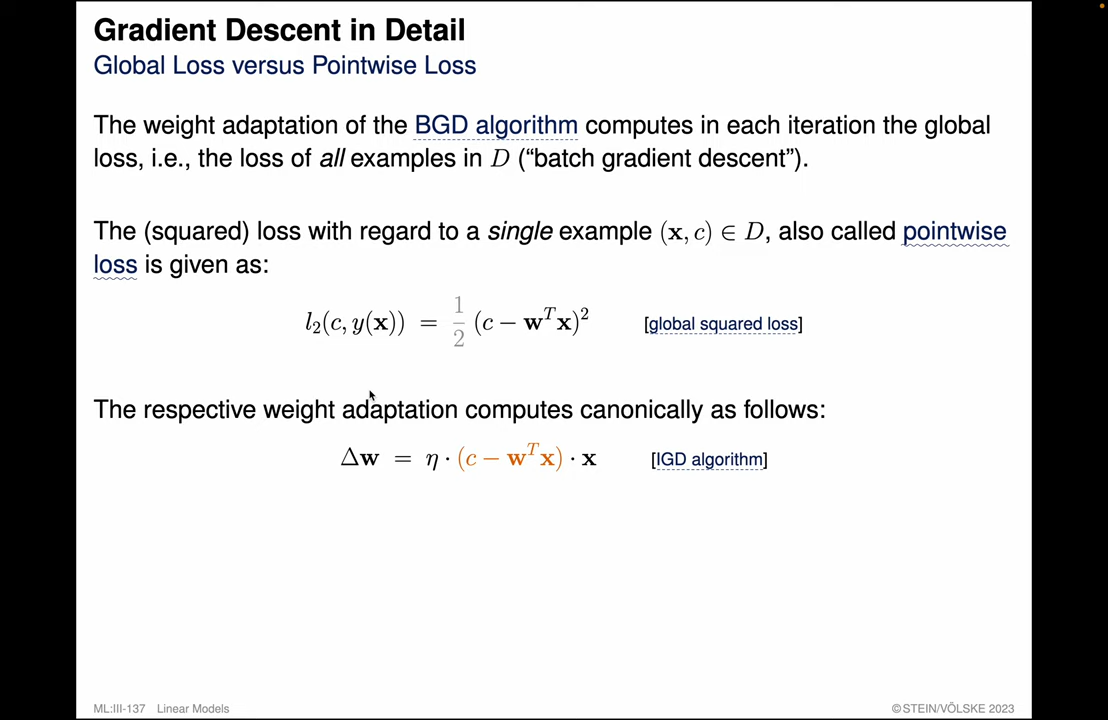 Gradient Descent in Detail
Global Loss versus Pointwise Loss
The weight adaptation of the BGD algorithm computes in each iteration the global
loss, i.e., the loss of all examples in D (“batch gradient descent”).
The (squared) loss with regard to a single example (x, c) ∈ D, also called pointwise
loss is given as:
l₂(c, y(x)) = 1/2 (c − wᵀx)² [global squared loss]
The respective weight adaptation computes canonically as follows:
Δw = η · (c − wᵀx) · x [IGD algorithm]
ML:III-137 Linear Models ©STEIN/VÖLSKE 2023